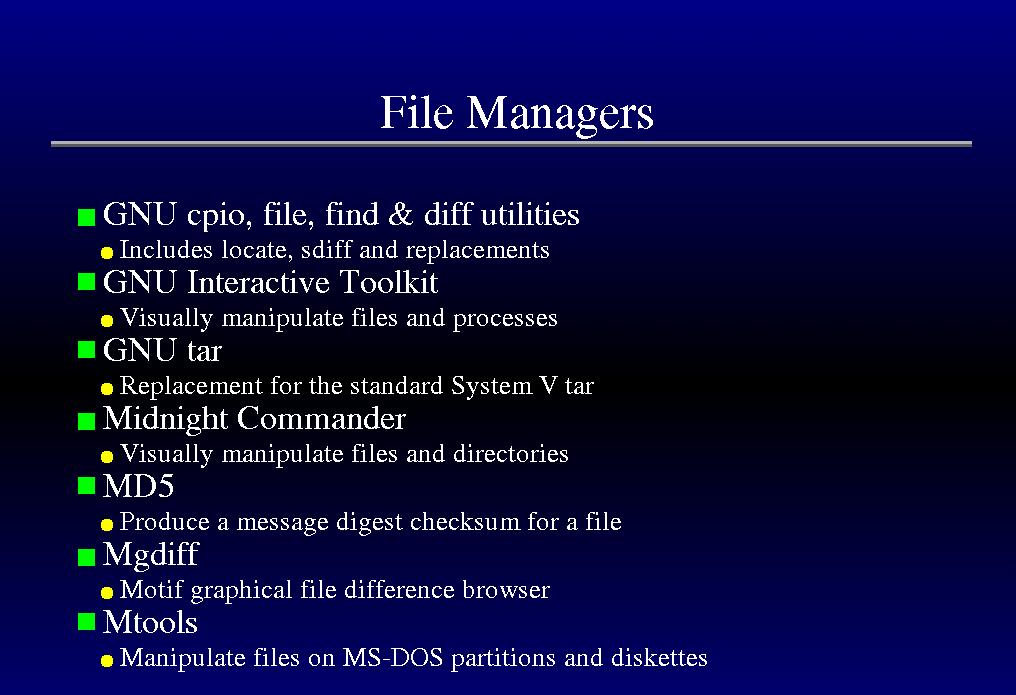 File Managers
GNU cpio, file, find & diff utilities
Includes locate, sdiff and replacements
GNU Interactive Toolkit
Visually manipulate files and processes
GNU tar
Replacement for the standard System V tar
Midnight Commander
Visually manipulate files and directories
MD5
Produce a message digest checksum for a file
Mgdiff
Motif graphical file difference browser
Mtools
Manipulate files on MS-DOS partitions and diskettes